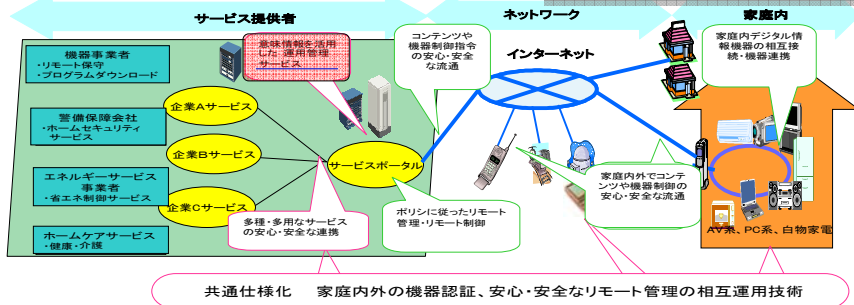 サービス提供者
ネットワーク
家庭内
機器事業者
・リモート保守
・プログラムダウンロード
警備保障会社
・ホームセキュリティ
サービス
エネルギーサービス
事業者
・省エネ制御サービス
ホームケアサービス
・健康・介護
企業Aサービス
企業Bサービス
企業Cサービス
意味情報を活用
した 運用管理
サービス
サービスポータル
多種・多用なサービス
の安心・安全な連携
コンテンツや
機器制御指令
の安心・安全
な流通
ポリシに従ったリモート
管理・リモート制御
インターネット
家庭内外でコンテ
ンツや機器制御の
安心・安全な流通
家庭内デジタル情
報機器の相互接
続・機器連携
AV系、PC系、白物家電
共通仕様化 家庭内外の機器認証、安心・安全なリモート管理の相互運用技術